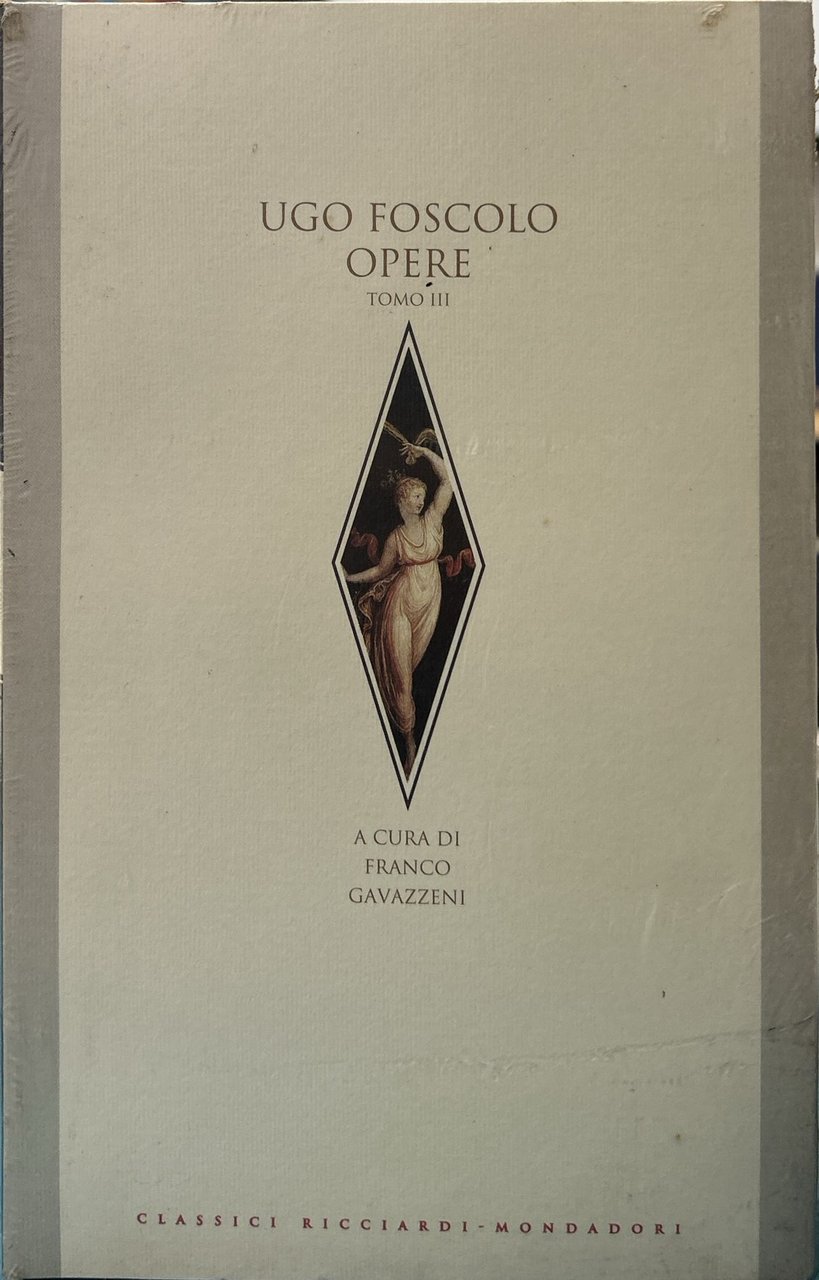 UGO FOSCOLO
OPERE
TOMO III
A CURA DI
FRANCO
GAVAZZENI
CLASSICI RICCIARDI-MONDADORI